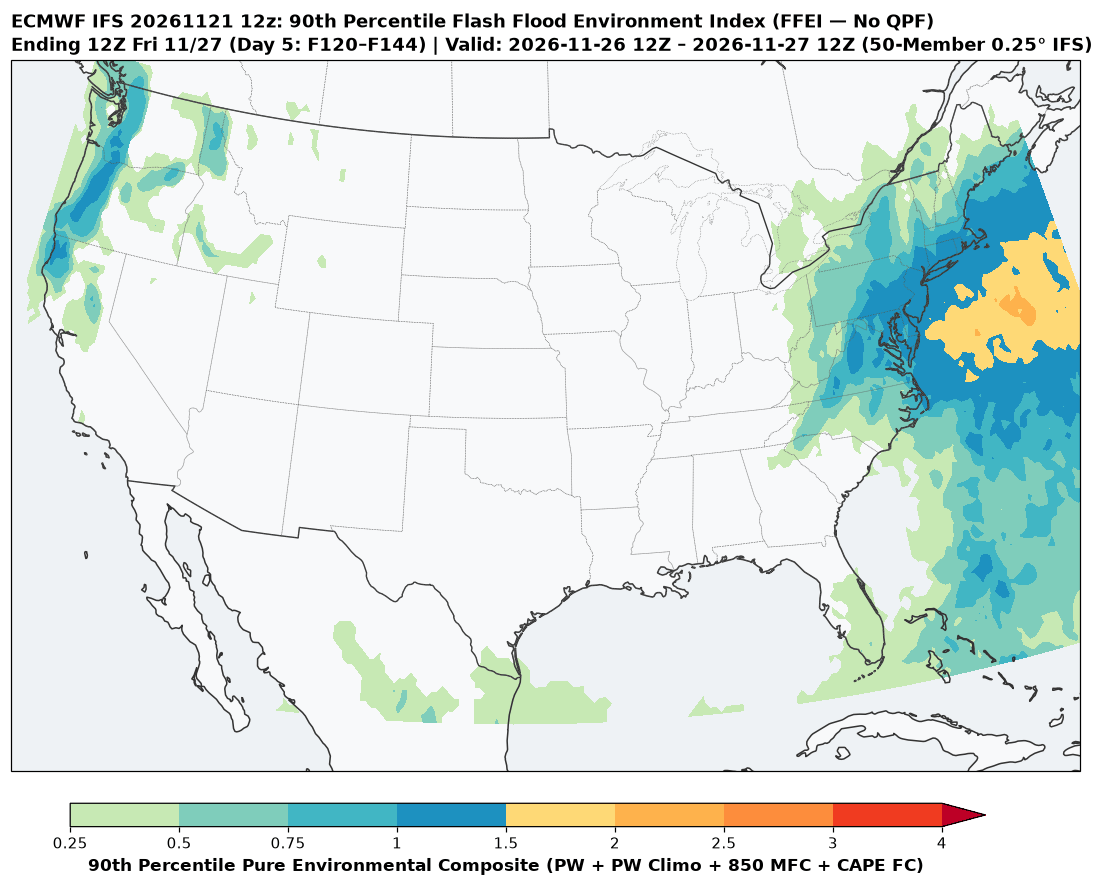 ECMWF IFS 20261121 12z: 90th Percentile Flash Flood Environment Index (FFEI — No QPF)
Ending 12Z Fri 11/27 (Day 5: F120–F144) | Valid: 2026-11-26 12Z – 2026-11-27 12Z (50-Member 0.25° IFS)
0.25 0.5 0.75 1 1.5 2 2.5 3 4
90th Percentile Pure Environmental Composite (PW + PW Climo + 850 MFC + CAPE FC)